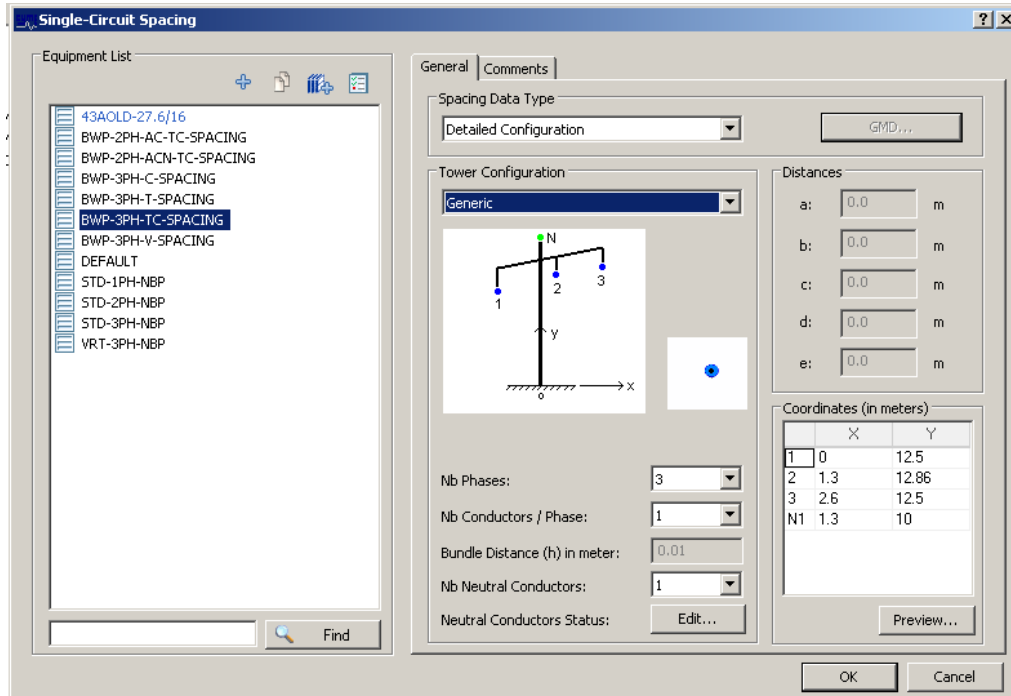 Single-Circuit Spacing
Equipment List
43AOLD-27.6/16
BWP-2PH-AC-TC-SPACING
BWP-2PH-ACN-TC-SPACING
BWP-3PH-C-SPACING
BWP-3PH-T-SPACING
BWP-3PH-TC-SPACING
BWP-3PH-V-SPACING
DEFAULT
STD-1PH-NBP
STD-2PH-NBP
STD-3PH-NBP
VRT-3PH-NBP
Find
General Comments
Spacing Data Type
Detailed Configuration
GMD...
Tower Configuration
Generic
N
1 2 3
y
x
o
Nb Phases: 3
Nb Conductors / Phase: 1
Bundle Distance (h) in meter: 0.01
Nb Neutral Conductors: 1
Neutral Conductors Status: Edit...
Distances
a: 0.0 m
b: 0.0 m
c: 0.0 m
d: 0.0 m
e: 0.0 m
Coordinates (in meters)
X Y
1 0 12.5
2 1.3 12.86
3 2.6 12.5
N1 1.3 10
Preview...
OK Cancel